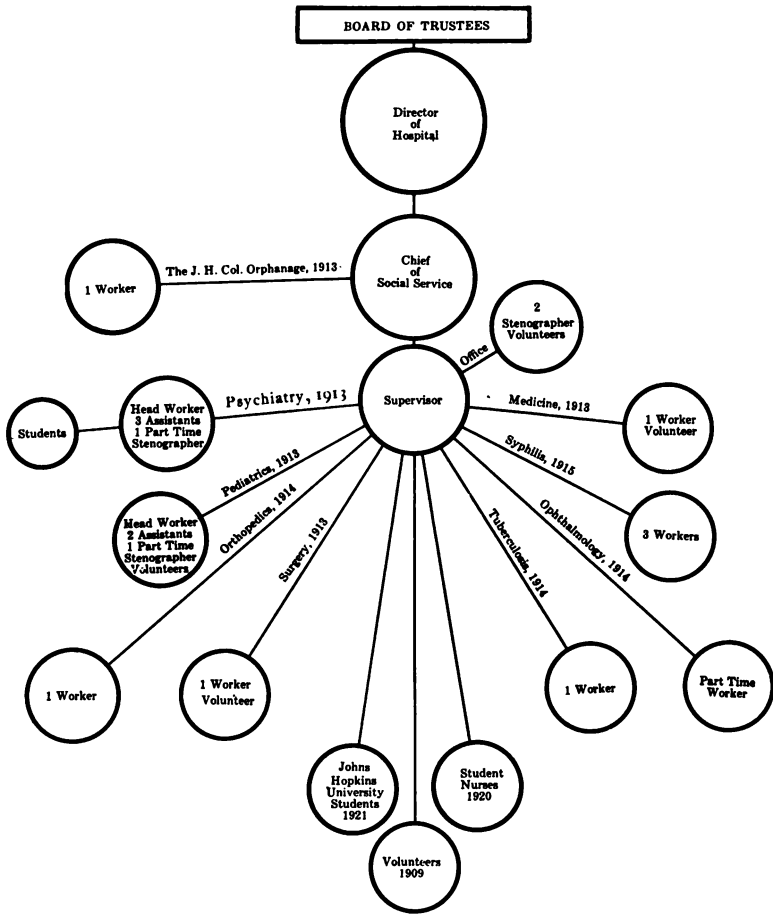 BOARD OF TRUSTEES
Director
of
Hospital
Chief
of
Social Service
The J. H. Col. Orphanage, 1913
1 Worker
2
Stenographer
Volunteers
Office
Supervisor
Psychiatry, 1913
Head Worker
3 Assistants
1 Part Time
Stenographer
Students
Medicine, 1913
1 Worker
Volunteer
Pediatrics, 1913
Mead Worker
2 Assistants
1 Part Time
Stenographer
Volunteers
Syphilis, 1915
3 Workers
Orthopedics, 1914
1 Worker
Surgery, 1913
1 Worker
Volunteer
Tuberculosis, 1914
1 Worker
Ophthalmology, 1914
Part Time
Worker
Johns
Hopkins
University
Students
1921
Student
Nurses
1920
Volunteers
1909